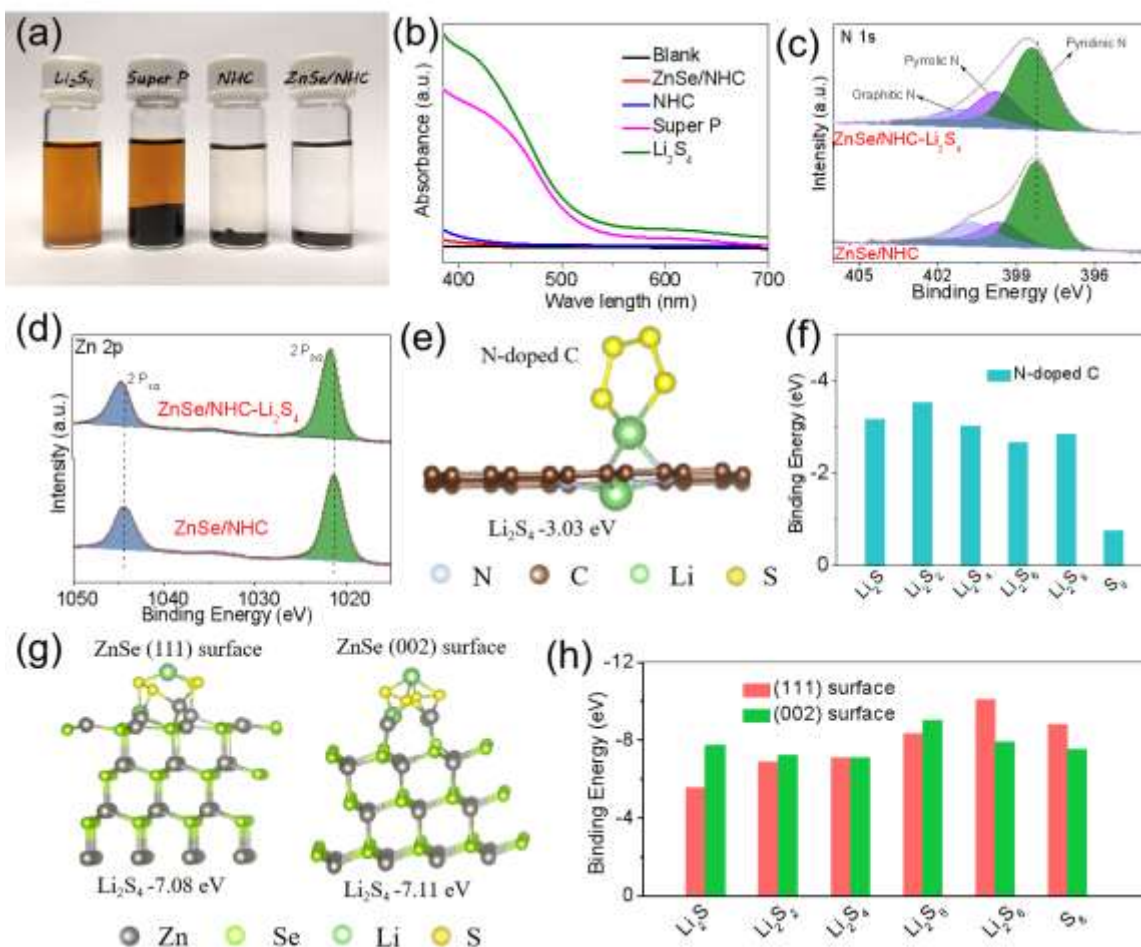 (a)
Li₂S₄ Super P NHC ZnSe/NHC
(b)
Absorbance (a.u.)
Blank
ZnSe/NHC
NHC
Super P
Li₂S₄
400 500 600 700
Wave length (nm)
(c)
N 1s
Pyridinic N
Pyrrolic N
Graphitic N
ZnSe/NHC-Li₂S₄
ZnSe/NHC
Intensity (a.u.)
405 402 399 396
Binding Energy (eV)
(d)
Zn 2p
2 P
2 P
ZnSe/NHC-Li₂S₄
ZnSe/NHC
Intensity (a.u.)
1050 1040 1030 1020
Binding Energy (eV)
(e)
N-doped C
Li₂S₄ -3.03 eV
N C Li S
(f)
N-doped C
Binding Energy (eV)
-4
-2
0
Li₂S Li₂S₂ Li₂S₄ Li₂S₆ Li₂S₈ S₈
(g)
ZnSe (111) surface ZnSe (002) surface
Li₂S₄ -7.08 eV Li₂S₄ -7.11 eV
Zn Se Li S
(h)
(111) surface
(002) surface
Binding Energy (eV)
-12
-8
-4
0
Li₂S Li₂S₂ Li₂S₄